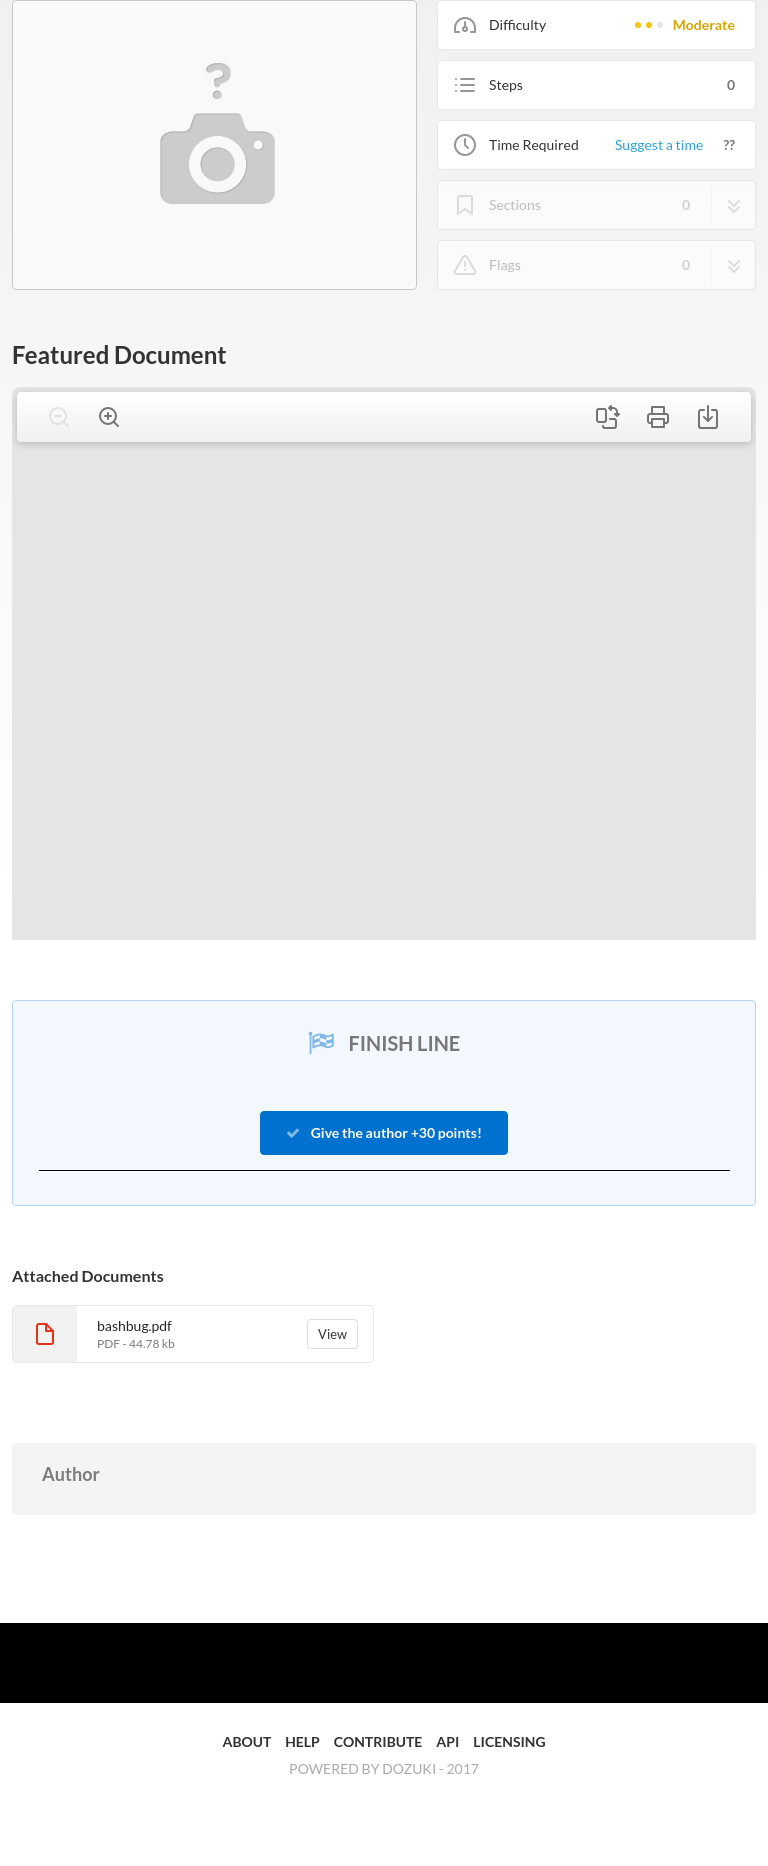 Difficulty Moderate
Steps 0
Time Required Suggest a time ??
Sections 0
Flags 0
Featured Document
FINISH LINE
Give the author +30 points!
Attached Documents
bashbug.pdf
PDF - 44.78 kb
View
Author
ABOUT HELP CONTRIBUTE API LICENSING
POWERED BY DOZUKI - 2017